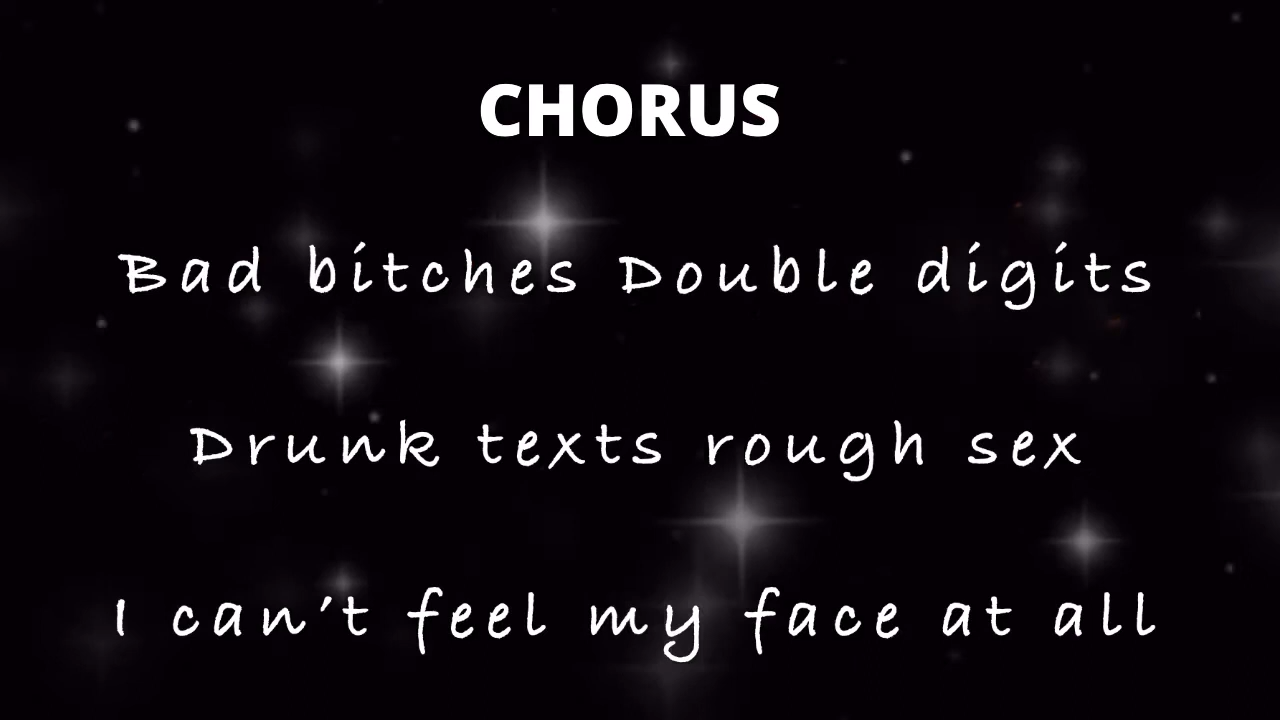 CHORUS
Bad bitches Double digits
Drunk texts rough sex
I can't feel my face at all